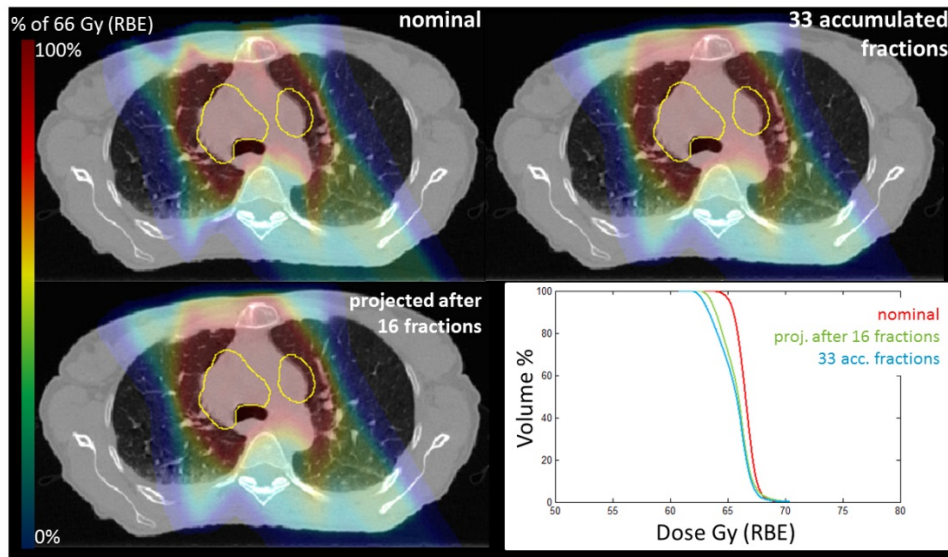 % of 66 Gy (RBE)
nominal
100%
0%
33 accumulated
fractions
projected after
16 fractions
nominal
proj. after 16 fractions
33 acc. fractions
Volume %
100
80
60
40
20
0
50
55
60
65
70
75
80
Dose Gy (RBE)